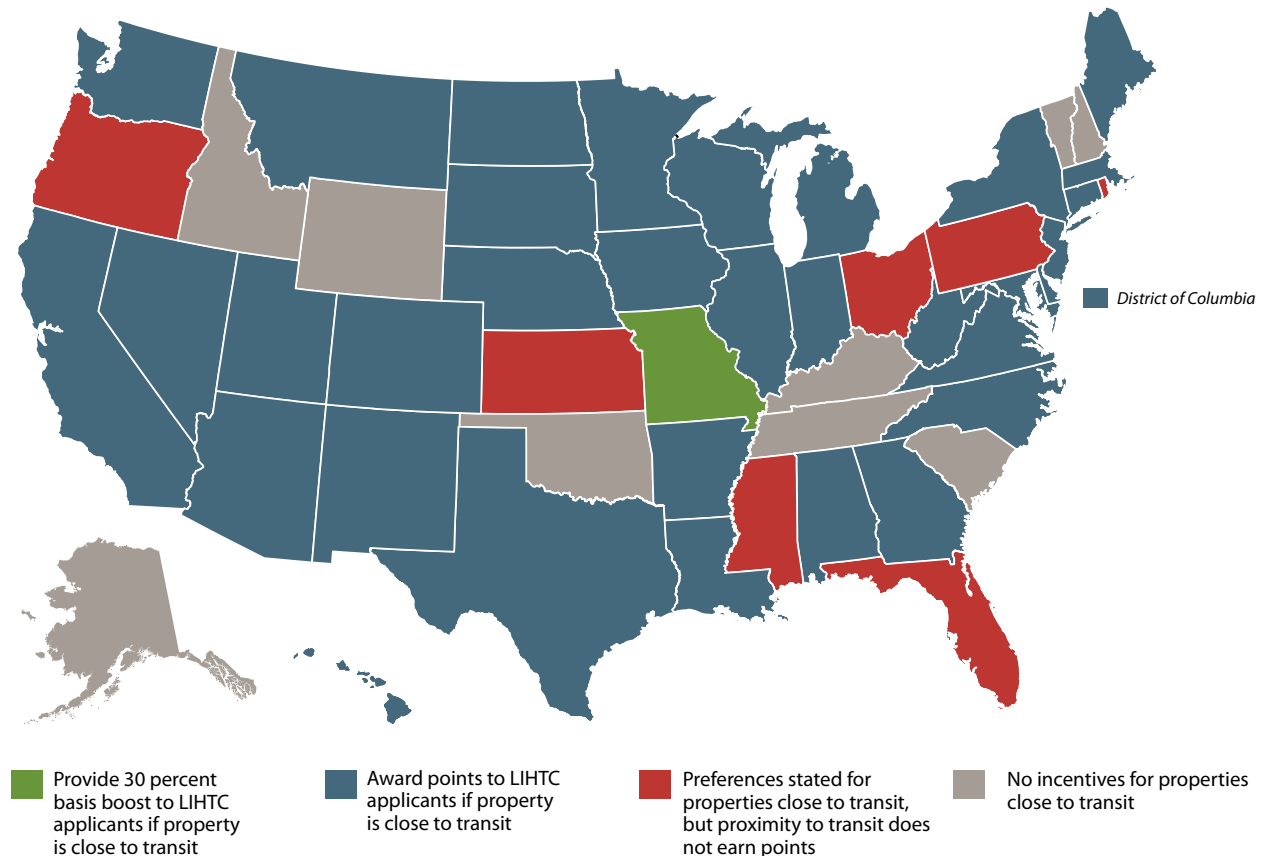 District of Columbia
Provide 30 percent
basis boost to LIHTC
applicants if property
is close to transit
Award points to LIHTC
applicants if property
is close to transit
Preferences stated for
properties close to transit,
but proximity to transit does
not earn points
No incentives for properties
close to transit